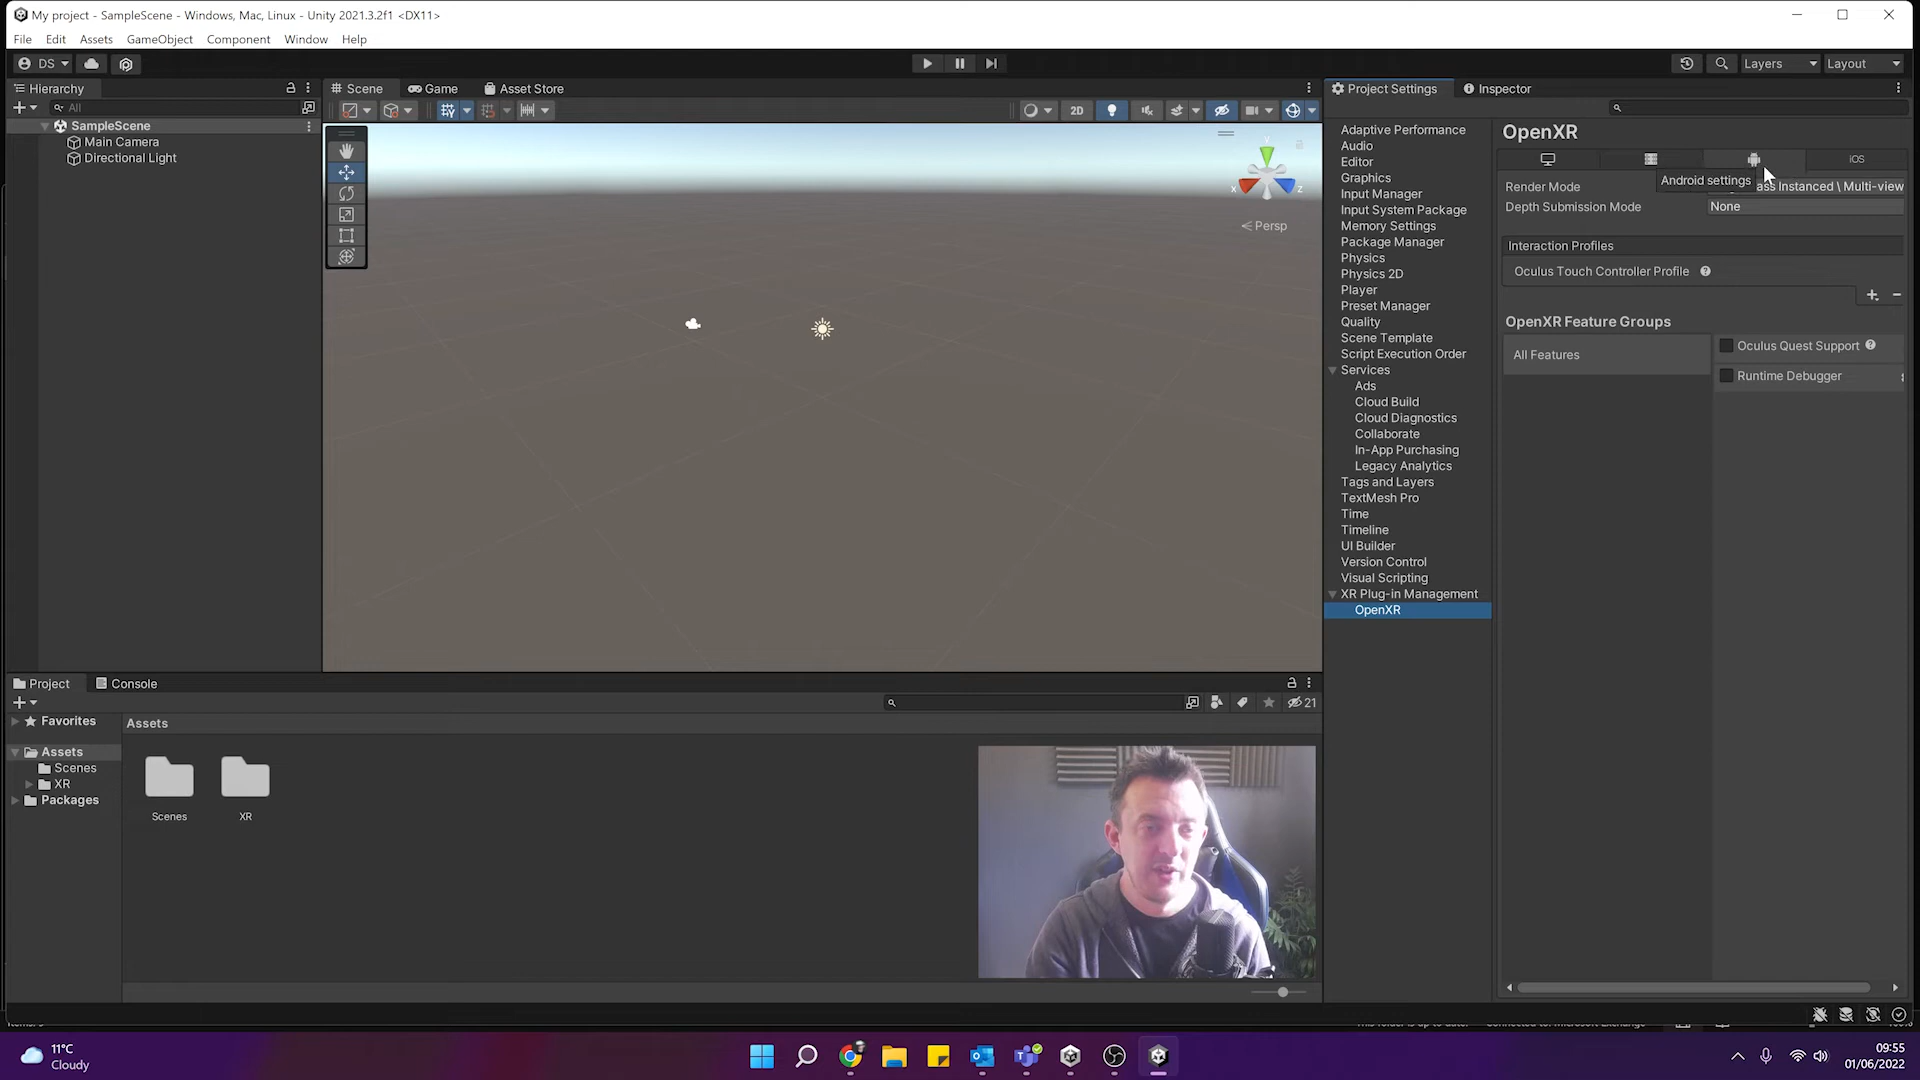 My project - SampleScene - Windows, Mac, Linux - Unity 2021.3.2f1 <DX11>
File Edit Assets GameObject Component Window Help
DS Layers Layout
Hierarchy
All
SampleScene
Main Camera
Directional Light
Scene Game Asset Store
2D
y
x z
Persp
Project Settings Inspector
Adaptive Performance
Audio
Editor
Graphics
Input Manager
Input System Package
Memory Settings
Package Manager
Physics
Physics 2D
Player
Preset Manager
Quality
Scene Template
Script Execution Order
Services
Ads
Cloud Build
Cloud Diagnostics
Collaborate
In-App Purchasing
Legacy Analytics
Tags and Layers
TextMesh Pro
Time
Timeline
UI Builder
Version Control
Visual Scripting
XR Plug-in Management
OpenXR
OpenXR
iOS
Android settings
Render Mode ass Instanced \ Multi-view
Depth Submission Mode None
Interaction Profiles
Oculus Touch Controller Profile
OpenXR Feature Groups
All Features
Oculus Quest Support
Runtime Debugger
Project Console
21
Favorites
Assets
Scenes
XR
Packages
Assets
Scenes XR
11°C
Cloudy
09:55
01/06/2022